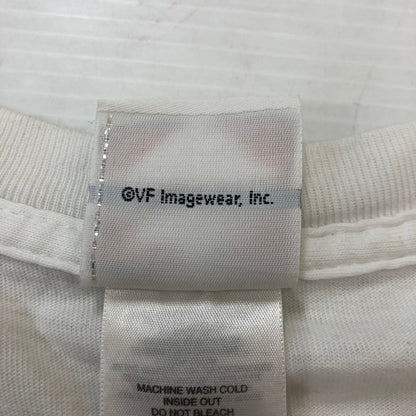 ©VF Imagewear, Inc.
MACHINE WASH COLD
INSIDE OUT
DO NOT BLEACH